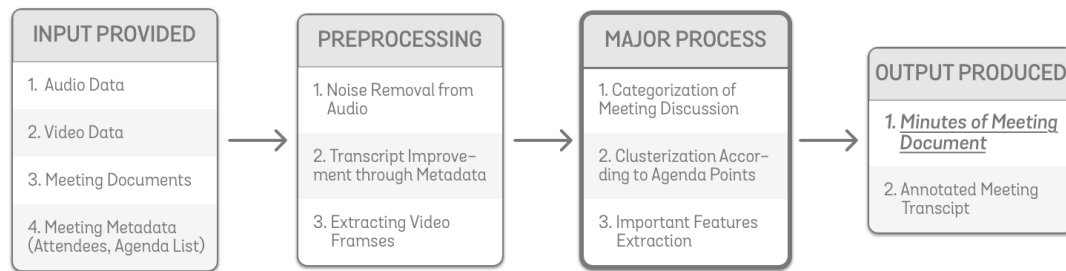 INPUT PROVIDED
1. Audio Data
2. Video Data
3. Meeting Documents
4. Meeting Metadata
(Attendees, Agenda List)
PREPROCESSING
1. Noise Removal from
Audio
2. Transcript Improve-
ment through Metadata
3. Extracting Video
Framses
MAJOR PROCESS
1. Categorization of
Meeting Discussion
2. Clusterization Accor-
ding to Agenda Points
3. Important Features
Extraction
OUTPUT PRODUCED
1. Minutes of Meeting
Document
2. Annotated Meeting
Transcipt